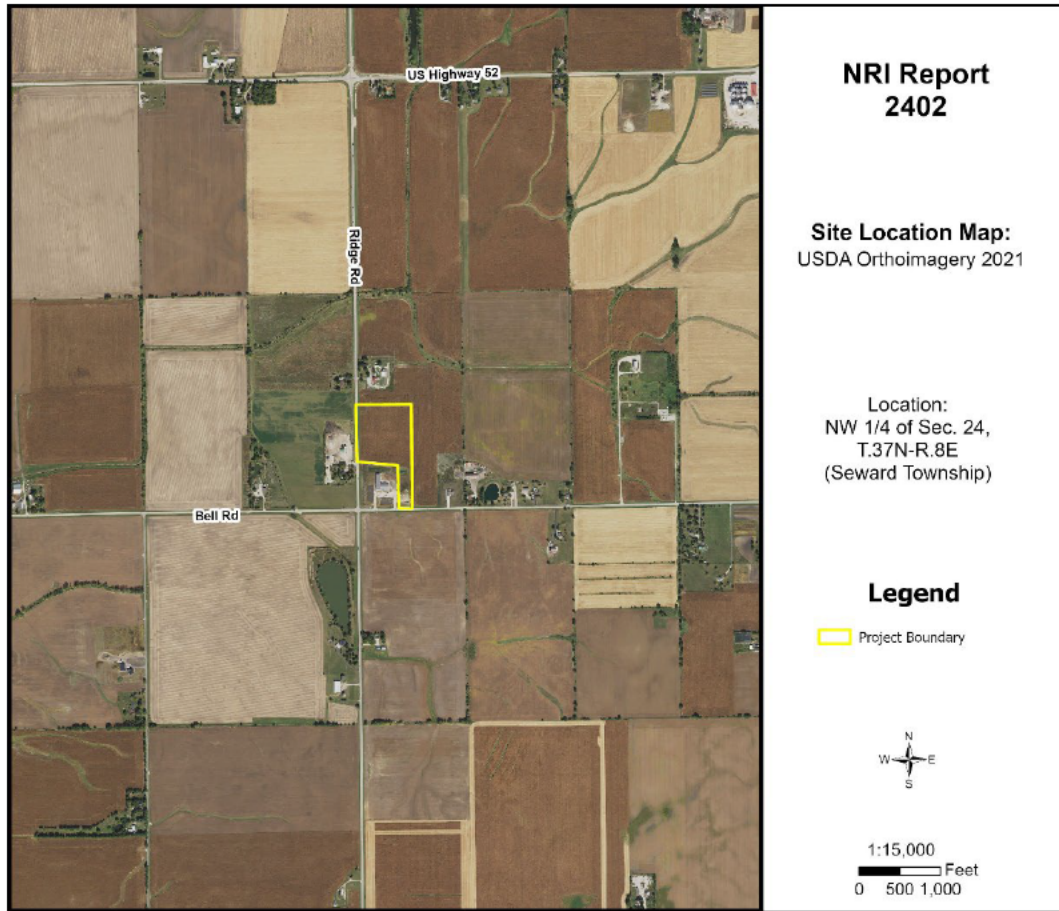 US Highway 52
Ridge Rd
Bell Rd
NRI Report
2402
Site Location Map:
USDA Orthoimagery 2021
Location:
NW 1/4 of Sec. 24,
T.37N-R.8E
(Seward Township)
Legend
Project Boundary
N
W E
S
1:15,000
Feet
0 500 1,000